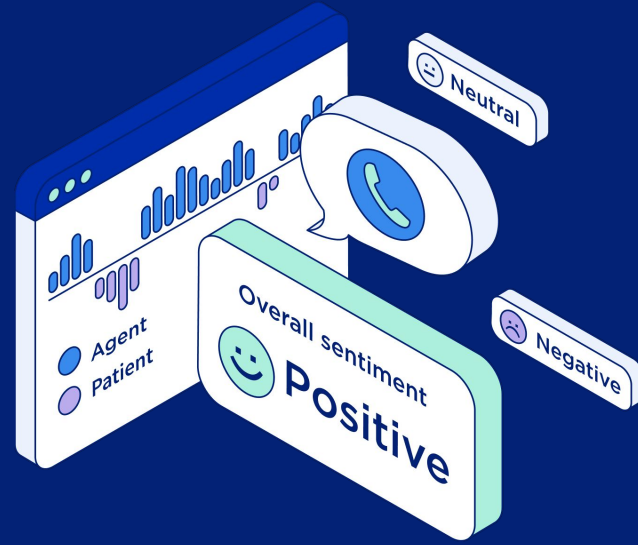 Neutral
Agent
Patient
Overall sentiment
Positive
Negative